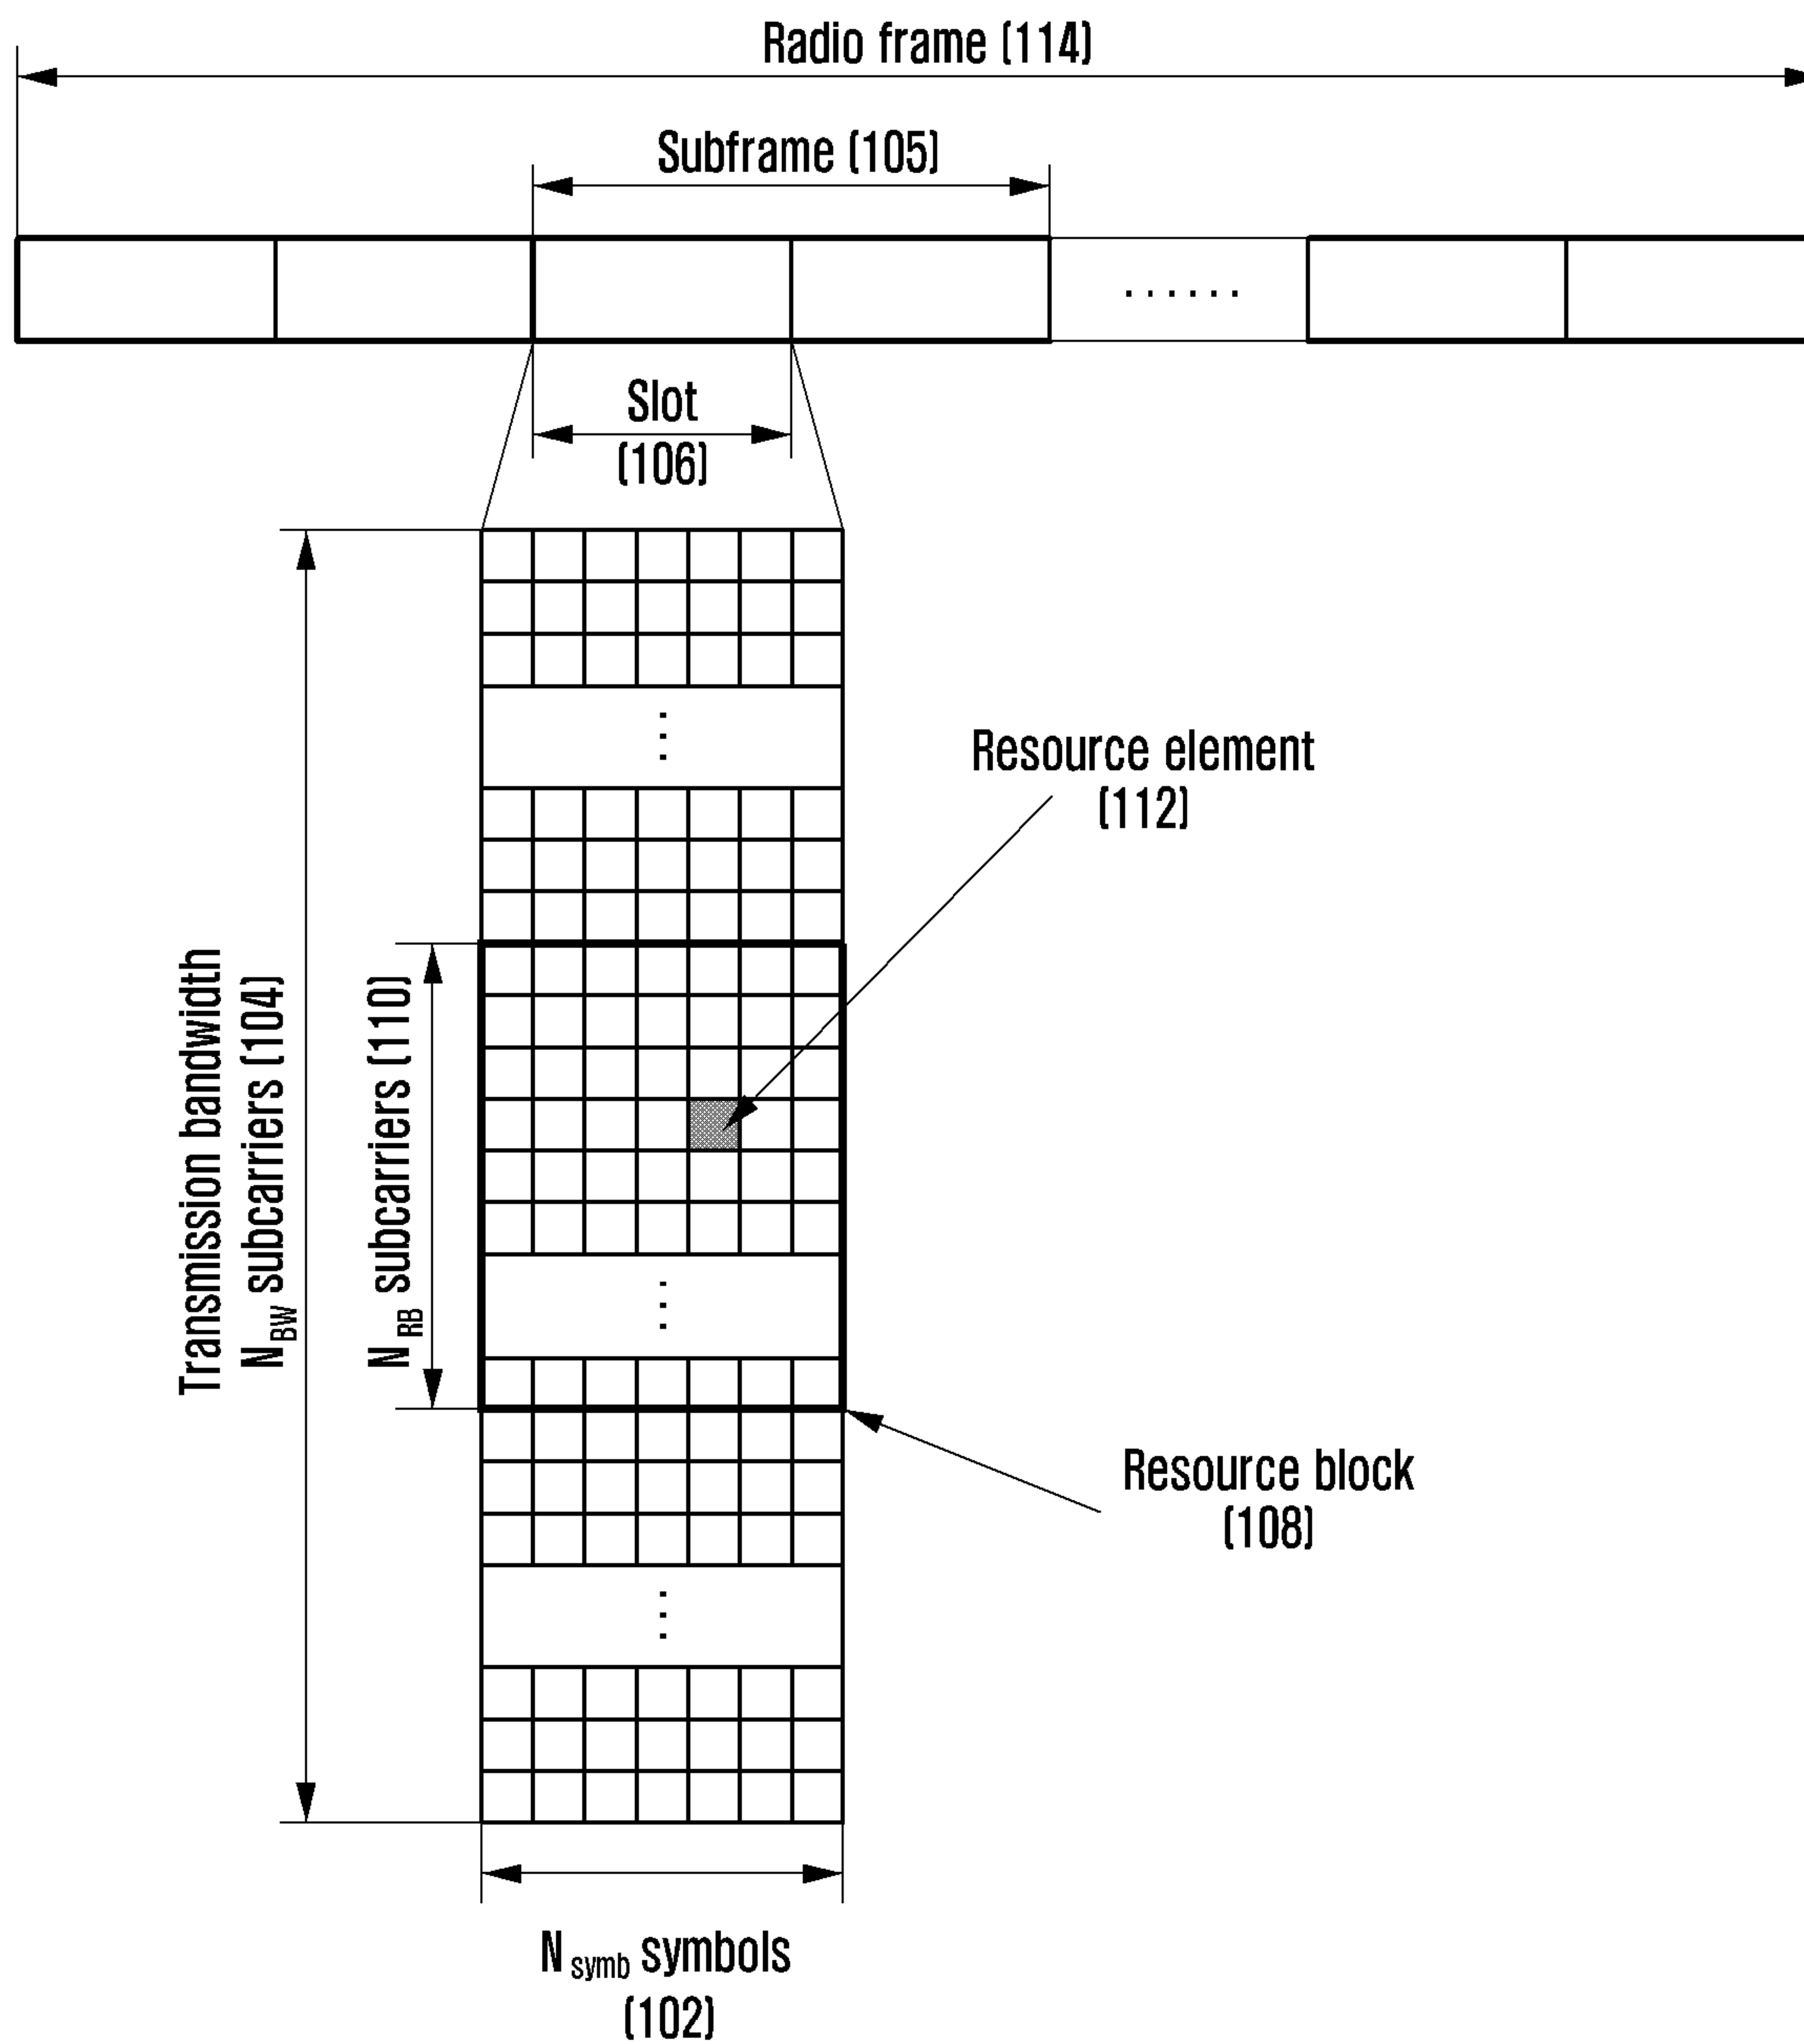 Radio frame (114)
Subframe (105)
......
Slot
(106)
Resource element
(112)
Transmission bandwidth
N_BW subcarriers (104)
N_RB subcarriers (110)
Resource block
(108)
N_symb symbols
(102)